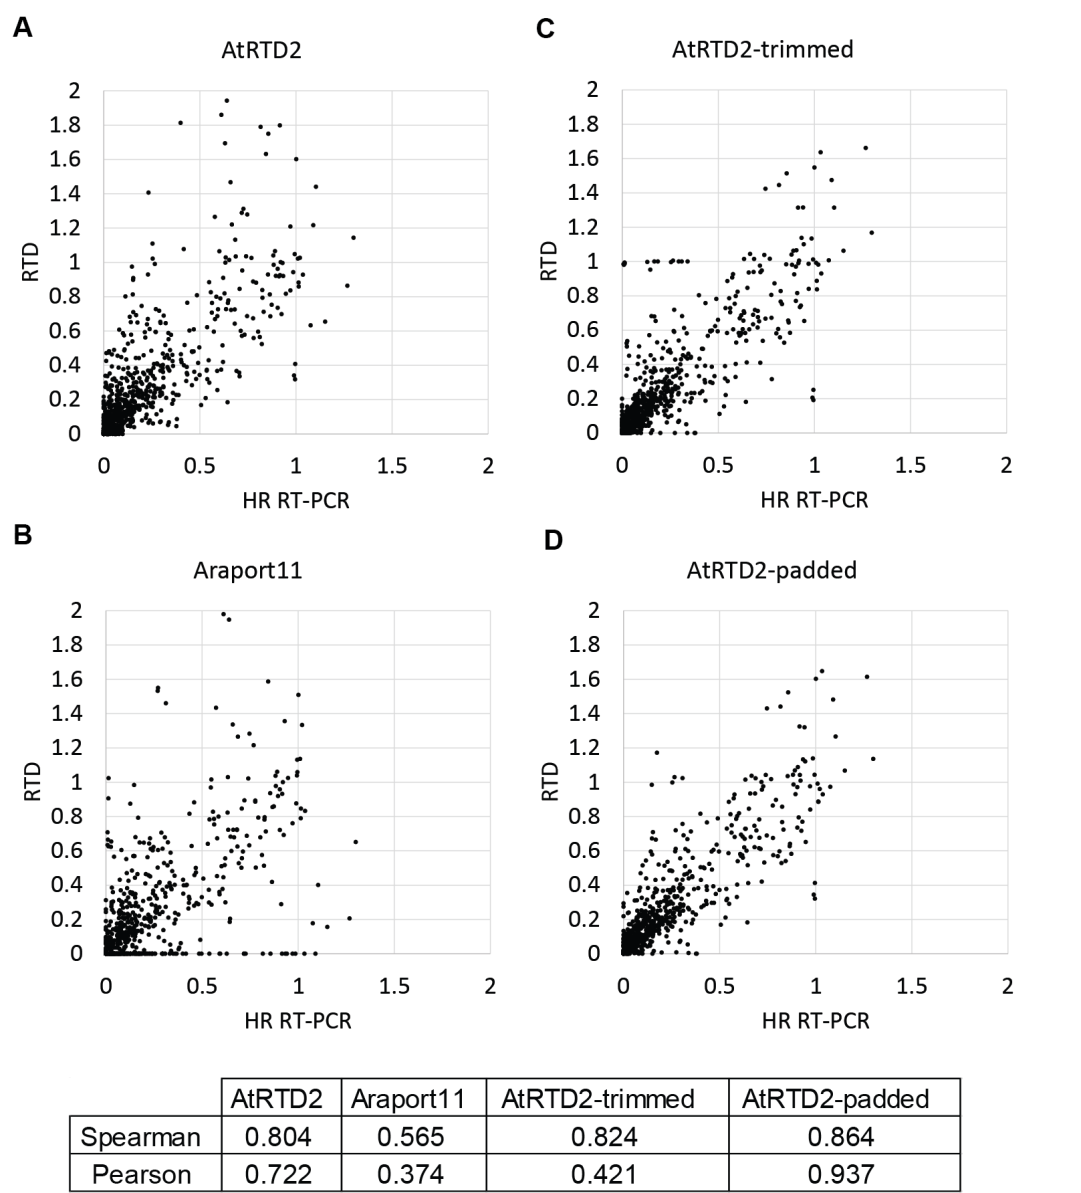 A
AtRTD2
RTD
2
1.8
1.6
1.4
1.2
1
0.8
0.6
0.4
0.2
0
0 0.5 1 1.5 2
HR RT-PCR
C
AtRTD2-trimmed
RTD
2
1.8
1.6
1.4
1.2
1
0.8
0.6
0.4
0.2
0
0 0.5 1 1.5 2
HR RT-PCR
B
Araport11
RTD
2
1.8
1.6
1.4
1.2
1
0.8
0.6
0.4
0.2
0
0 0.5 1 1.5 2
HR RT-PCR
D
AtRTD2-padded
RTD
2
1.8
1.6
1.4
1.2
1
0.8
0.6
0.4
0.2
0
0 0.5 1 1.5 2
HR RT-PCR
AtRTD2 Araport11 AtRTD2-trimmed AtRTD2-padded
Spearman 0.804 0.565 0.824 0.864
Pearson 0.722 0.374 0.421 0.937